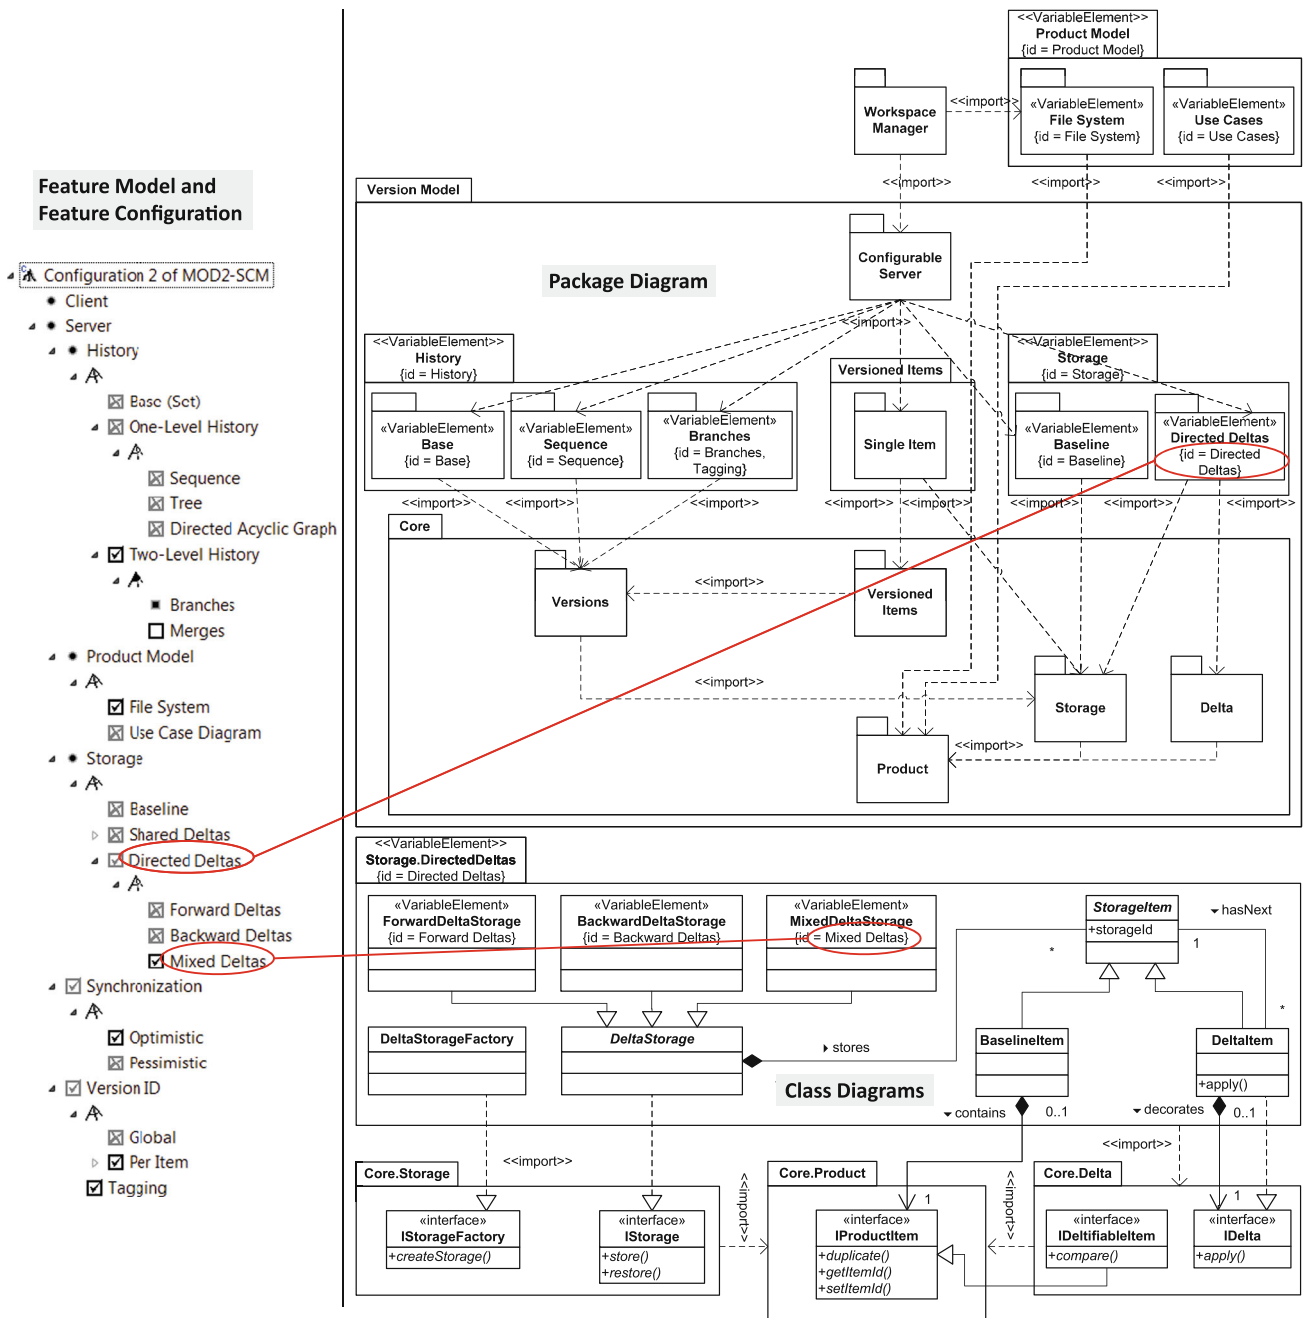 Feature Model and
Feature Configuration
Configuration 2 of MOD2-SCM
Client
Server
History
Base (Set)
One-Level History
Sequence
Tree
Directed Acyclic Graph
Two-Level History
Branches
Merges
Product Model
File System
Use Case Diagram
Storage
Baseline
Shared Deltas
Directed Deltas
Forward Deltas
Backward Deltas
Mixed Deltas
Synchronization
Optimistic
Pessimistic
Version ID
Global
Per Item
Tagging
<<VariableElement>>
Product Model
{id = Product Model}
Workspace
Manager
<<import>>
«VariableElement»
File System
{id = File System}
«VariableElement»
Use Cases
{id = Use Cases}
<<import>>
<<import>>
<<import>>
Version Model
Package Diagram
Configurable
Server
<<import>>
<<VariableElement>>
History
{id = History}
«VariableElement»
Base
{id = Base}
«VariableElement»
Sequence
{id = Sequence}
«VariableElement»
Branches
{id = Branches,
Tagging}
Versioned Items
Single Item
<<VariableElement>>
Storage
{id = Storage}
«VariableElement»
Baseline
{id = Baseline}
«VariableElement»
Directed Deltas
{id = Directed
Deltas}
<<import>>
<<import>>
<<import>>
<<import>>
<<import>>
<<import>>
<<import>>
<<import>>
Core
Versions
<<import>>
Versioned
Items
<<import>>
Storage
Delta
<<import>>
Product
<<VariableElement>>
Storage.DirectedDeltas
{id = Directed Deltas}
«VariableElement»
ForwardDeltaStorage
{id = Forward Deltas}
«VariableElement»
BackwardDeltaStorage
{id = Backward Deltas}
«VariableElement»
MixedDeltaStorage
{id = Mixed Deltas}
StorageItem
+storageId
hasNext
*
1
*
DeltaStorageFactory
DeltaStorage
stores
BaselineItem
DeltaItem
+apply()
Class Diagrams
contains
0..1
decorates
0..1
<<import>>
<<import>>
Core.Storage
«interface»
IStorageFactory
+createStorage()
«interface»
IStorage
+store()
+restore()
<<import>>
Core.Product
1
«interface»
IProductItem
+duplicate()
+getItemId()
+setItemId()
<<import>>
Core.Delta
1
«interface»
IDeltifiableItem
+compare()
«interface»
IDelta
+apply()